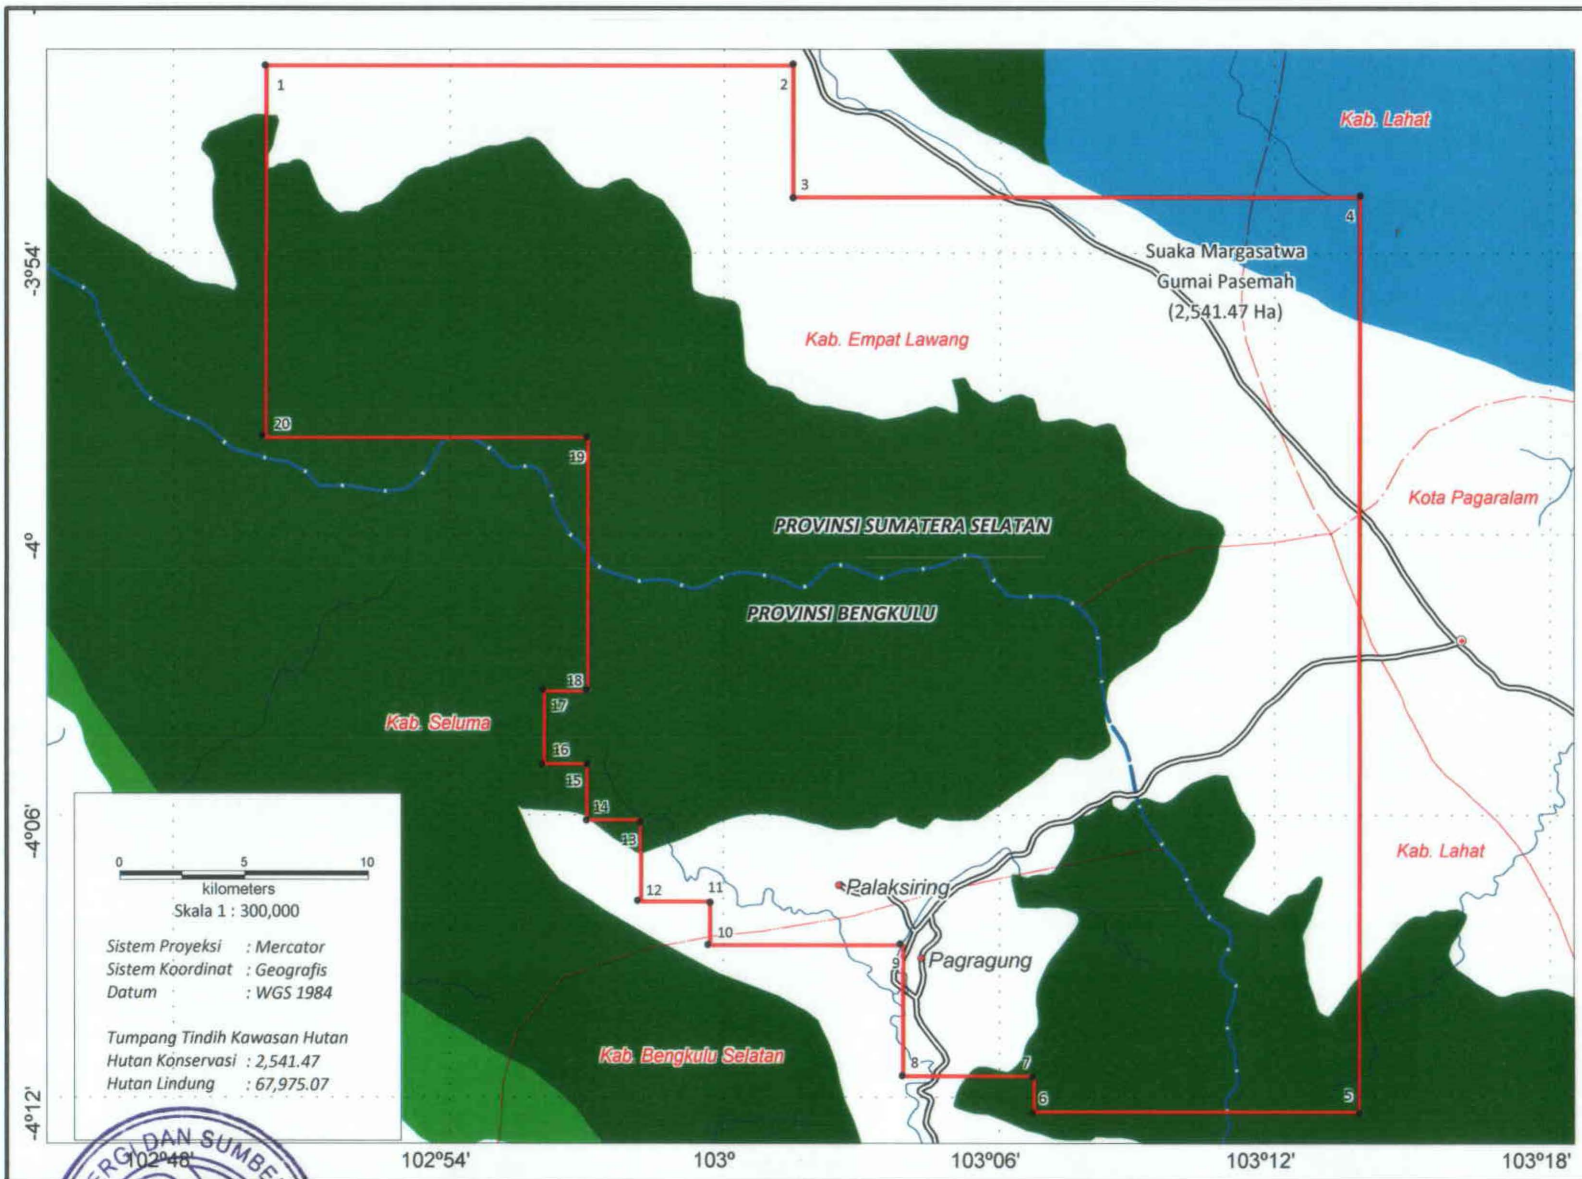 1
2
Kab. Lahat
3
4
-3°54'
Suaka Margasatwa
Gumai Pasemah
(2,541.47 Ha)
Kab. Empat Lawang
20
19
Kota Pagaralam
-4°
PROVINSI SUMATERA SELATAN
PROVINSI BENGKULU
18
17
Kab. Seluma
16
15
14
-4°06'
13
Kab. Lahat
0 5 10
kilometers
Skala 1 : 300,000
12
11
Palaksiring
10
9
Pagragung
Sistem Proyeksi : Mercator
Sistem Koordinat : Geografis
Datum : WGS 1984
Tumpang Tindih Kawasan Hutan
Hutan Konservasi : 2,541.47
Hutan Lindung : 67,975.07
Kab. Bengkulu Selatan
8
7
6
5
-4°12'
ERGI DAN SUMBE
102°48'
102°54'
103°
103°06'
103°12'
103°18'